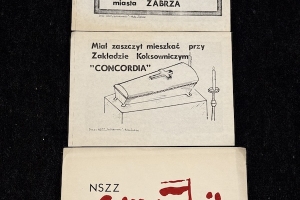 miasta ZABRZA
Miał zaszczyt mieszkać przy
Zakładzie Koksowniczym
"CONCORDIA"
NSZZ